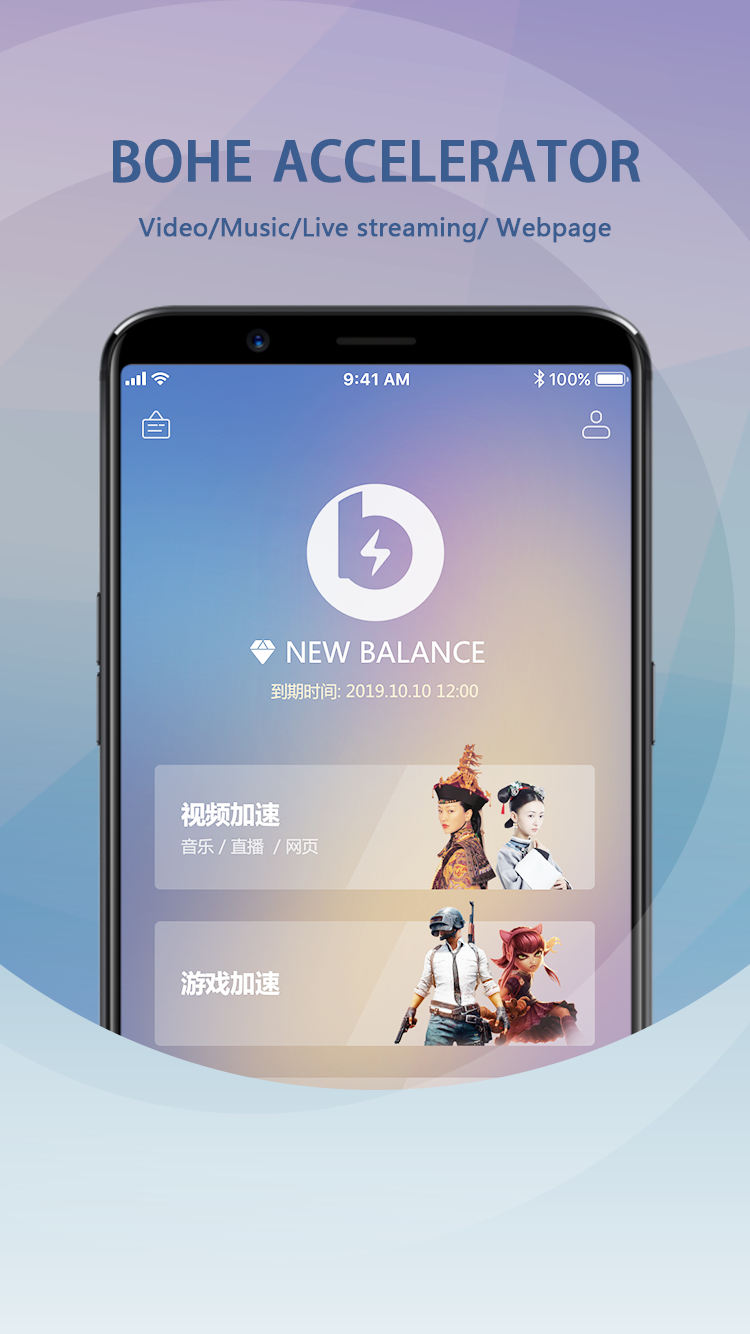 BOHE ACCELERATOR
Video/Music/Live streaming/ Webpage
9:41 AM
100%
NEW BALANCE
到期时间: 2019.10.10 12:00
视频加速
音乐 / 直播 / 网页
游戏加速